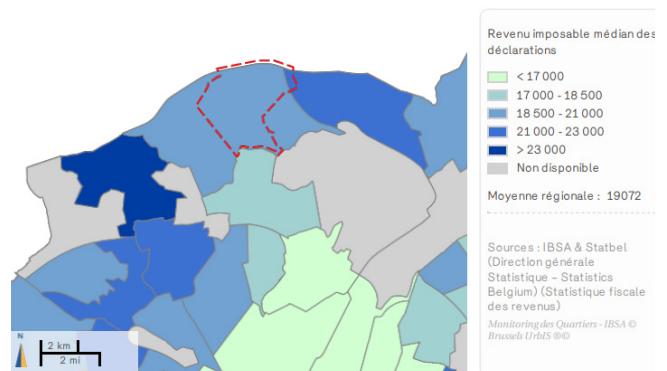 Revenu imposable médian des
déclarations
< 17 000
17 000 - 18 500
18 500 - 21 000
21 000 - 23 000
> 23 000
Non disponible
Moyenne régionale : 19072
Sources : IBSA & Statbel
(Direction générale
Statistique - Statistics
Belgium) (Statistique fiscale
des revenus)
Monitoring des Quartiers - IBSA ©
Brussels UrbIS ®©
N
2 km
2 mi